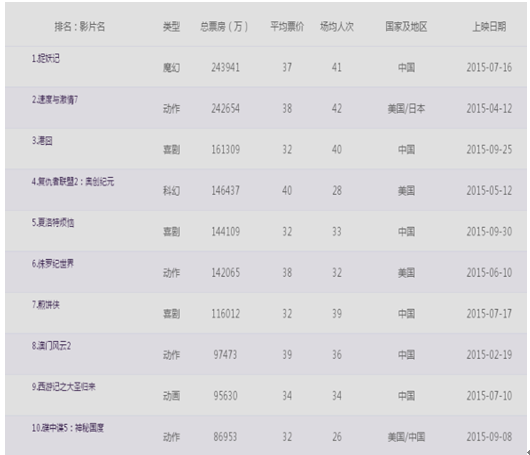 排名：影片名 类型 总票房（万） 平均票价 场均人次 国家及地区 上映日期
1.捉妖记 魔幻 243941 37 41 中国 2015-07-16
2.速度与激情7 动作 242654 38 42 美国/日本 2015-04-12
3.港囧 喜剧 161309 32 40 中国 2015-09-25
4.复仇者联盟2：奥创纪元 科幻 146437 40 28 美国 2015-05-12
5.夏洛特烦恼 喜剧 144109 32 33 中国 2015-09-30
6.侏罗纪世界 动作 142065 38 32 美国 2015-06-10
7.煎饼侠 喜剧 116012 32 39 中国 2015-07-17
8.澳门风云2 动作 97473 39 36 中国 2015-02-19
9.西游记之大圣归来 动画 95630 34 34 中国 2015-07-10
10.碟中谍5：神秘国度 动作 86953 32 26 美国/中国 2015-09-08